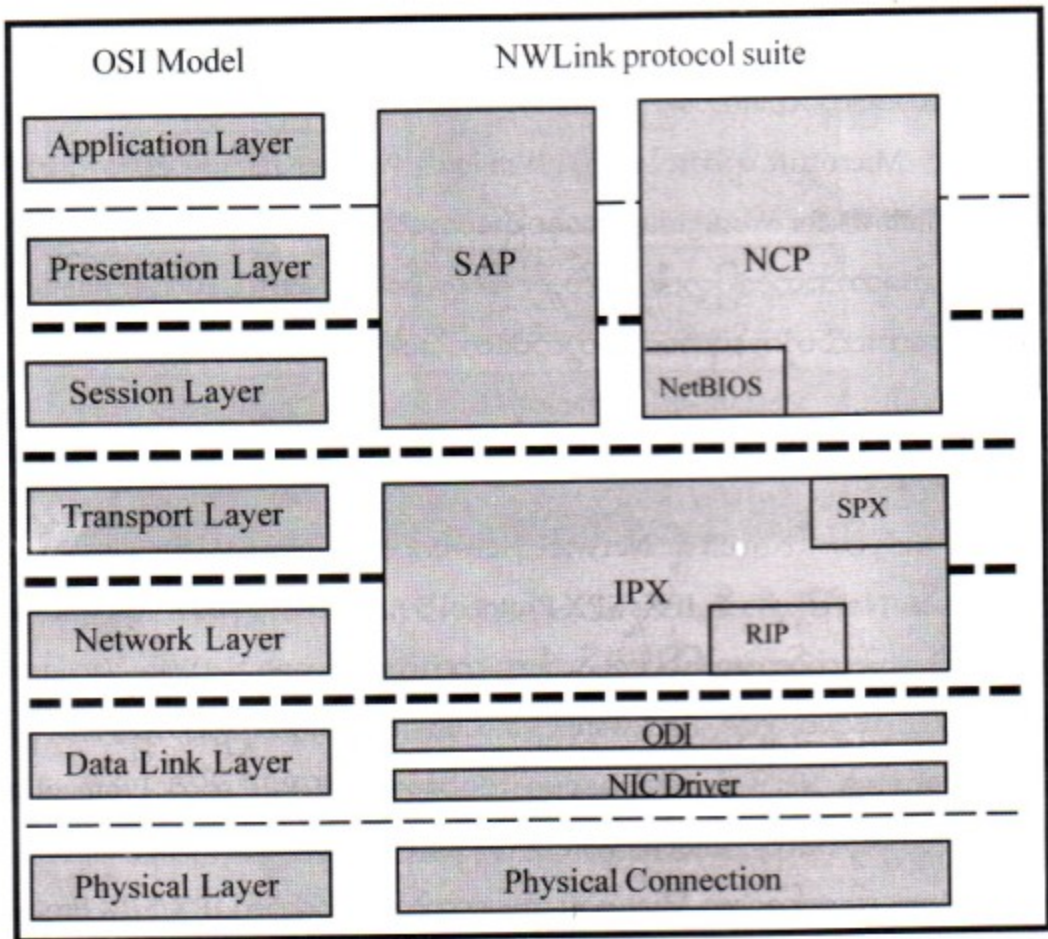 OSI Model
NWLink protocol suite
Application Layer
Presentation Layer
SAP
NCP
Session Layer
NetBIOS
Transport Layer
SPX
IPX
Network Layer
RIP
ODI
Data Link Layer
NIC Driver
Physical Layer
Physical Connection